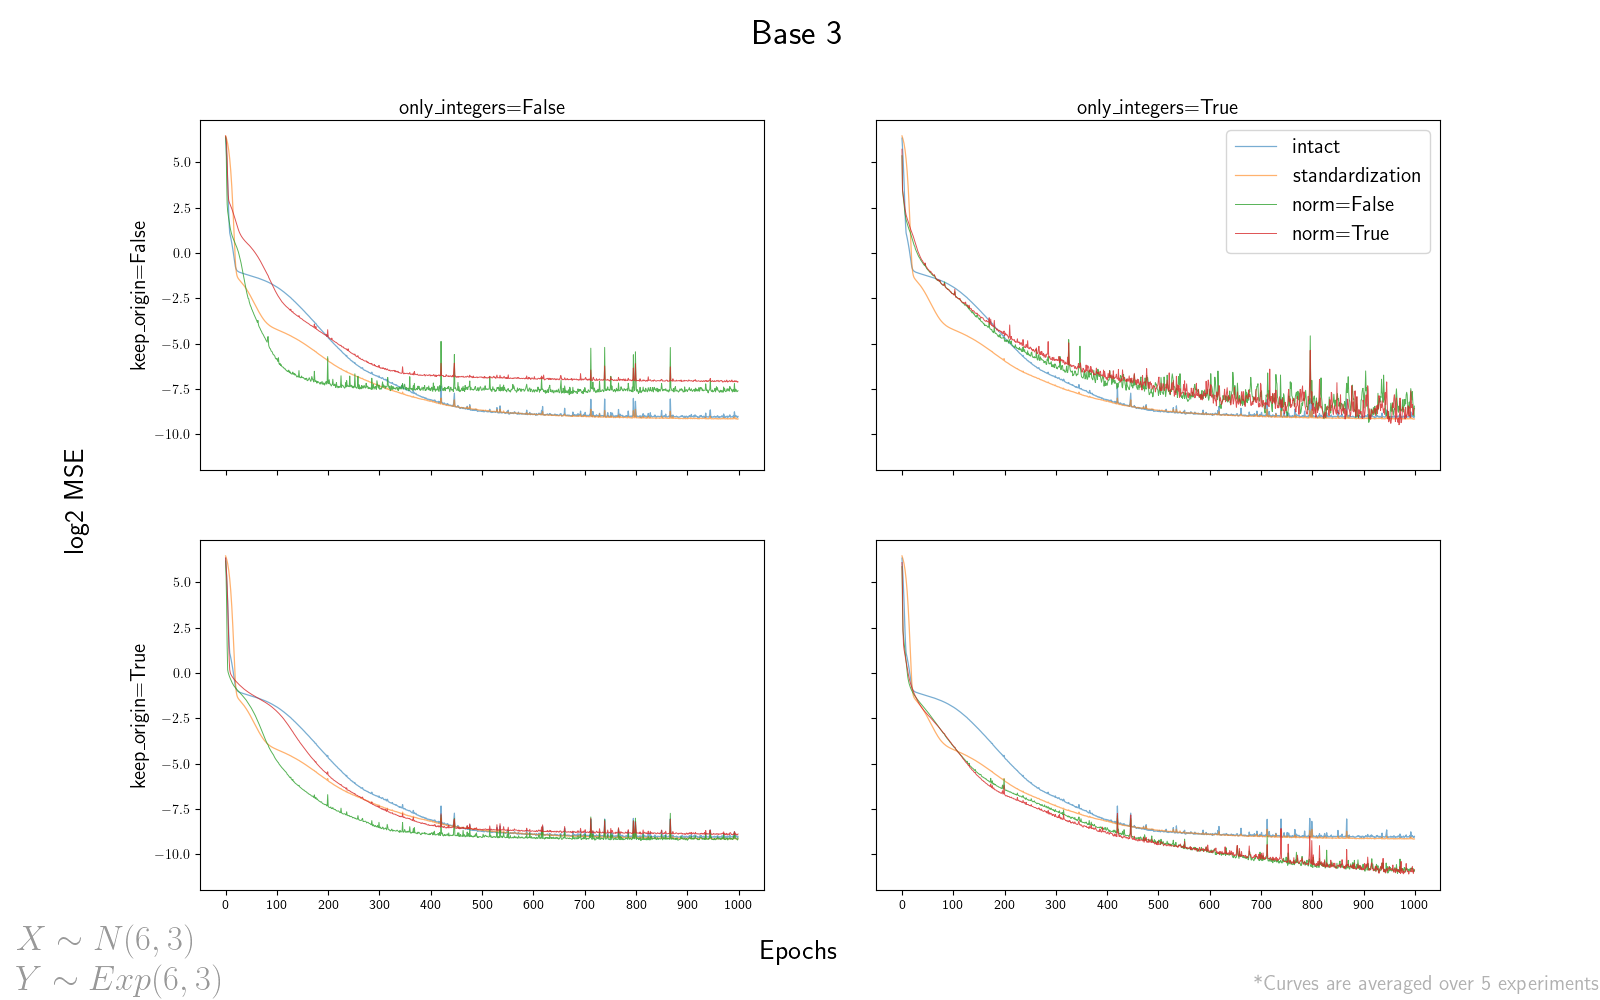 Base 3
only_integers=False
only_integers=True
intact
standardization
norm=False
norm=True
keep_origin=False
5.0
2.5
0.0
−2.5
−5.0
−7.5
−10.0
log2 MSE
keep_origin=True
5.0
2.5
0.0
−2.5
−5.0
−7.5
−10.0
0 100 200 300 400 500 600 700 800 900 1000
0 100 200 300 400 500 600 700 800 900 1000
Epochs
X ∼ N(6, 3)
Y ∼ Exp(6, 3)
*Curves are averaged over 5 experiments